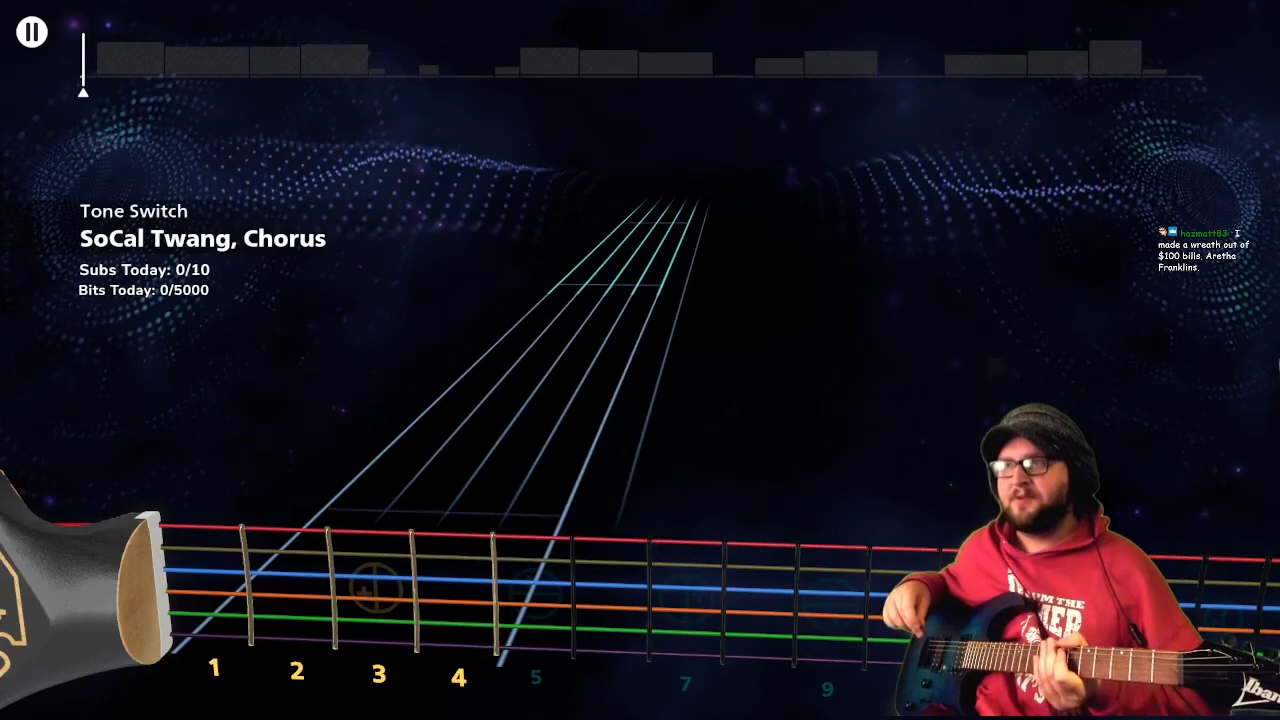 Tone Switch
SoCal Twang, Chorus
Subs Today: 0/10
Bits Today: 0/5000
hazmatt83: I
made a wreath out of
$100 bills, Aretha
Franklins.
1 2 3 4 5 7 9